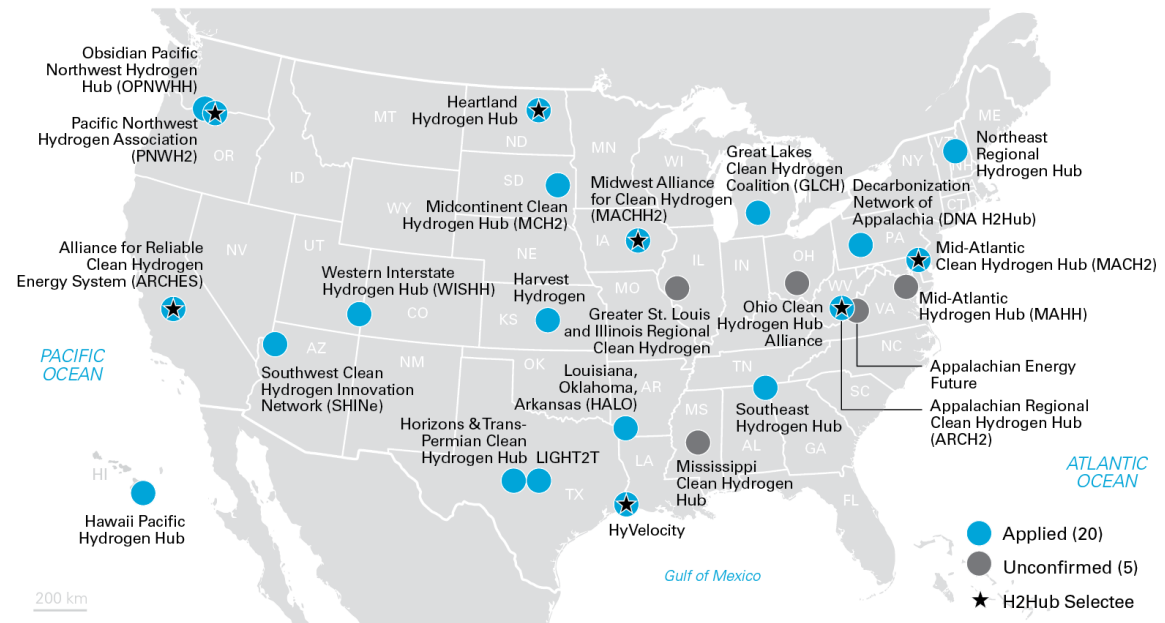 Obsidian Pacific
Northwest Hydrogen
Hub (OPNWHH)
Pacific Northwest
Hydrogen Association
(PNWH2)
OR
ID
MT
WY
NV
UT
Heartland
Hydrogen Hub
ND
MN
SD
Midcontinent Clean
Hydrogen Hub (MCH2)
NE
WI
Midwest Alliance
for Clean Hydrogen
(MACHH2)
IA
Great Lakes
Clean Hydrogen
Coalition (GLCH)
MI
Decarbonization
Network of
Appalachia (DNA H2Hub)
PA
NY
VT
NH
ME
CT
Northeast
Regional
Hydrogen Hub
Mid-Atlantic
Clean Hydrogen Hub (MACH2)
Mid-Atlantic
Hydrogen Hub (MAHH)
Alliance for Reliable
Clean Hydrogen
Energy System (ARCHES)
Western Interstate
Hydrogen Hub (WISHH)
CO
Harvest
Hydrogen
KS
MO
IL
IN
OH
WV
VA
Greater St. Louis
and Illinois Regional
Clean Hydrogen
Ohio Clean
Hydrogen Hub
Alliance
NC
Appalachian Energy
Future
Appalachian Regional
Clean Hydrogen Hub
(ARCH2)
PACIFIC
OCEAN
AZ
NM
Southwest Clean
Hydrogen Innovation
Network (SHINe)
OK
Louisiana,
Oklahoma,
Arkansas (HALO)
AR
TN
SC
Southeast
Hydrogen Hub
MS
AL
GA
Horizons & Trans-
Permian Clean
Hydrogen Hub
LIGHT2T
TX
LA
Mississippi
Clean Hydrogen
Hub
HyVelocity
FL
HI
Hawaii Pacific
Hydrogen Hub
ATLANTIC
OCEAN
Gulf of Mexico
200 km
Applied (20)
Unconfirmed (5)
H2Hub Selectee